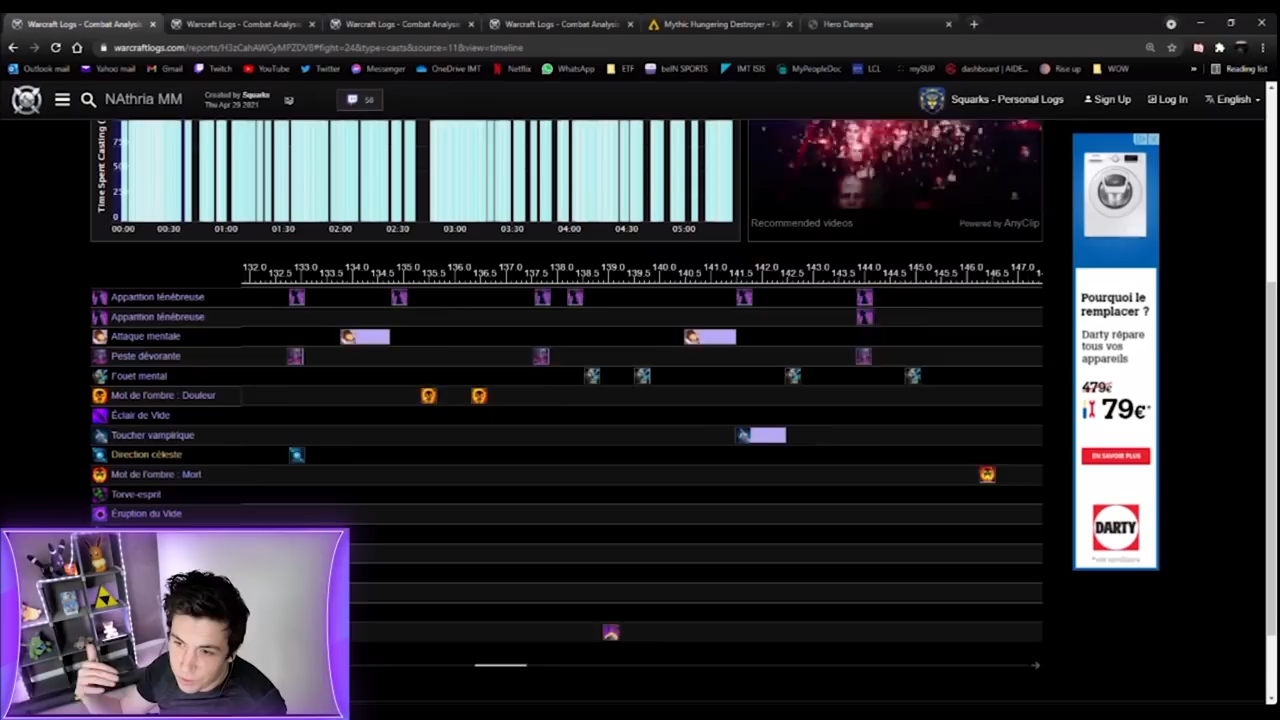 Warcraft Logs - Combat Analysis
Warcraft Logs - Combat Analysis
Warcraft Logs - Combat Analysis
Warcraft Logs - Combat Analysis
Mythic Hungering Destroyer - Ki
Hero Damage
warcraftlogs.com/reports/H3zCahAWGyMPZDV8#fight=24&type=casts&source=11&view=timeline
Outlook mail
Yahoo mail
Gmail
Twitch
YouTube
Twitter
Messenger
OneDrive IMT
Netflix
WhatsApp
ETF
beIN SPORTS
IMT ISIS
MyPeopleDoc
LCL
mySUP
dashboard | AIDE...
Rise up
WOW
Reading list
NAthria MM
Created by Squarks
Thu Apr 29 2021
58
Squarks - Personal Logs
Sign Up
Log In
English
Time Spent Casting
75
50
25
0
00:00 00:30 01:00 01:30 02:00 02:30 03:00 03:30 04:00 04:30 05:00
Recommended videos
Powered by AnyClip
132.0 133.0 134.0 135.0 136.0 137.0 138.0 139.0 140.0 141.0 142.0 143.0 144.0 145.0 146.0 147.0
132.5 133.5 134.5 135.5 136.5 137.5 138.5 139.5 140.5 141.5 142.5 143.5 144.5 145.5 146.5
Apparition ténébreuse
Apparition ténébreuse
Attaque mentale
Peste dévorante
Fouet mental
Mot de l'ombre : Douleur
Éclair de Vide
Toucher vampirique
Direction céleste
Mot de l'ombre : Mort
Torve-esprit
Éruption du Vide
Pourquoi le
remplacer ?
Darty répare
tous vos
appareils
479€
79€*
EN SAVOIR PLUS
DARTY